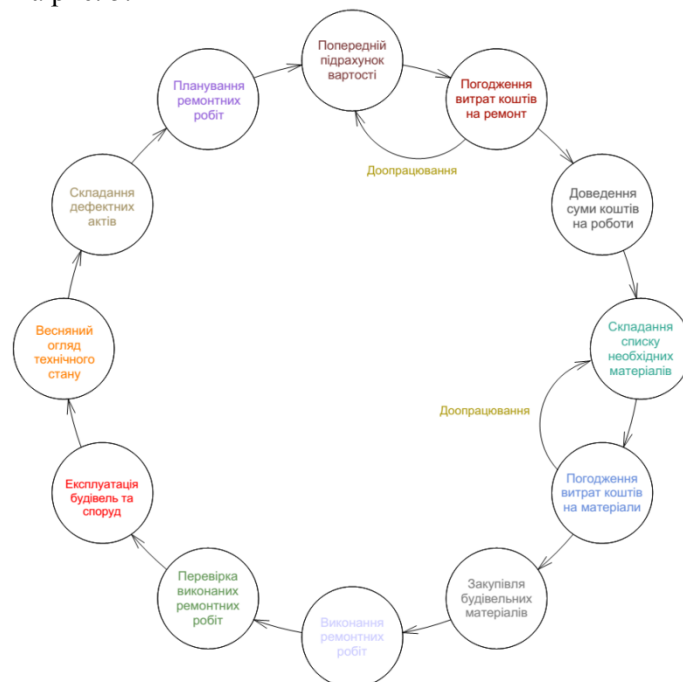 Попередній
підрахунок
вартості
Погодження
витрат коштів
на ремонт
Доопрацювання
Доведення
суми коштів
на роботи
Складання
списку
необхідних
матеріалів
Доопрацювання
Погодження
витрат коштів
на матеріали
Закупівля
будівельних
матеріалів
Виконання
ремонтних
робіт
Перевірка
виконаних
ремонтних
робіт
Експлуатація
будівель та
споруд
Весняний
огляд
технічного
стану
Складання
дефектних
актів
Планування
ремонтних
робіт